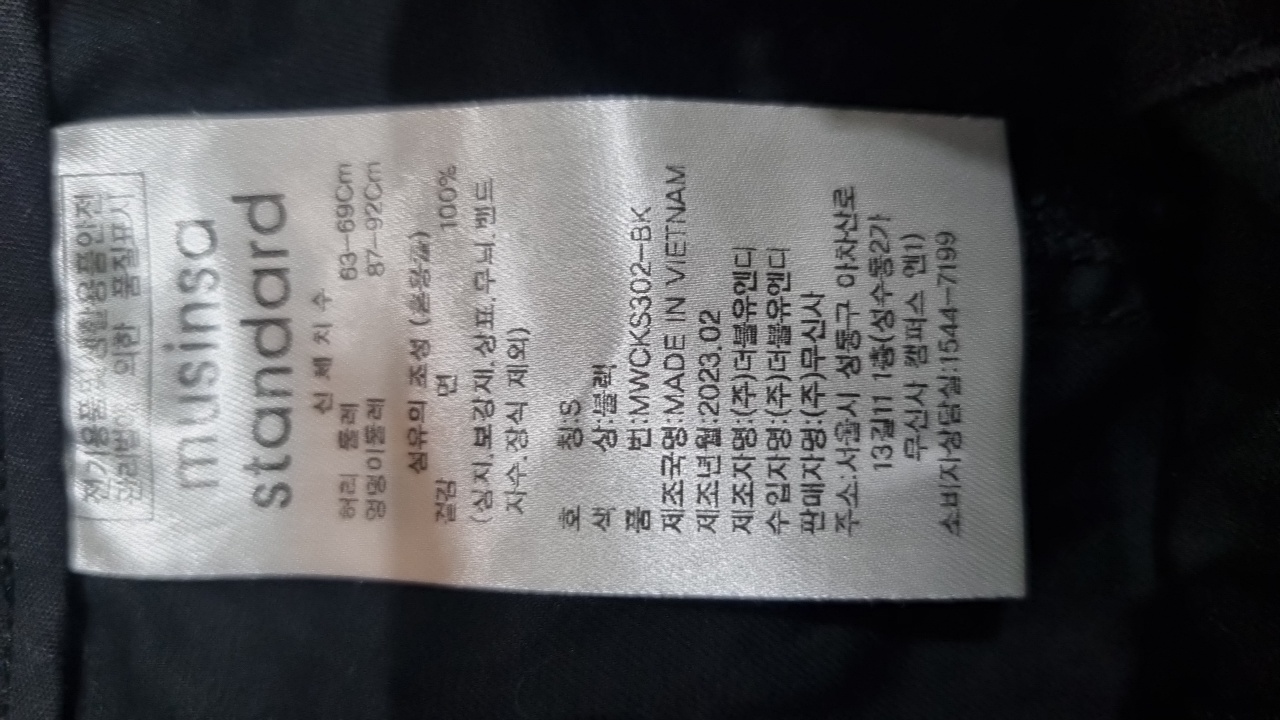 전기용품 및 생활용품안전
관리법에 의한 품질표시
musinsa
standard
신 체 치 수
허리 둘레 63-69Cm
엉덩이둘레 87-92Cm
섬유의 조성 (혼용율)
겉감 면 100%
(심지.보강재.상표.무늬.밴드
자수.장식 제외)
호 칭:S
색 상:블랙
품 번:MWCKS302-BK
제조국명:MADE IN VIETNAM
제조년월:2023.02
제조자명:(주)더블유엔디
수입자명:(주)더블유엔디
판매자명:(주)무신사
주소:서울시 성동구 아차산로
13길11 1층(성수동2가
무신사 캠퍼스 엔1)
소비자상담실:1544-7199